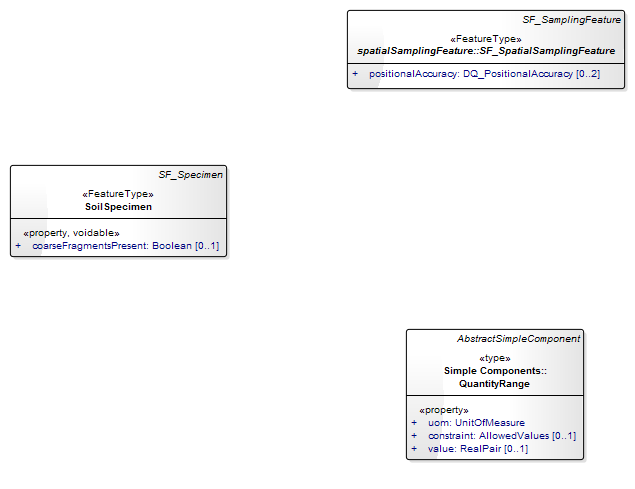 SF_SamplingFeature
«FeatureType»
spatialSamplingFeature::SF_SpatialSamplingFeature
+ positionalAccuracy: DQ_PositionalAccuracy [0..2]
SF_Specimen
«FeatureType»
SoilSpecimen
«property, voidable»
+ coarseFragmentsPresent: Boolean [0..1]
AbstractSimpleComponent
«type»
Simple Components::
QuantityRange
«property»
+ uom: UnitOfMeasure
+ constraint: AllowedValues [0..1]
+ value: RealPair [0..1]